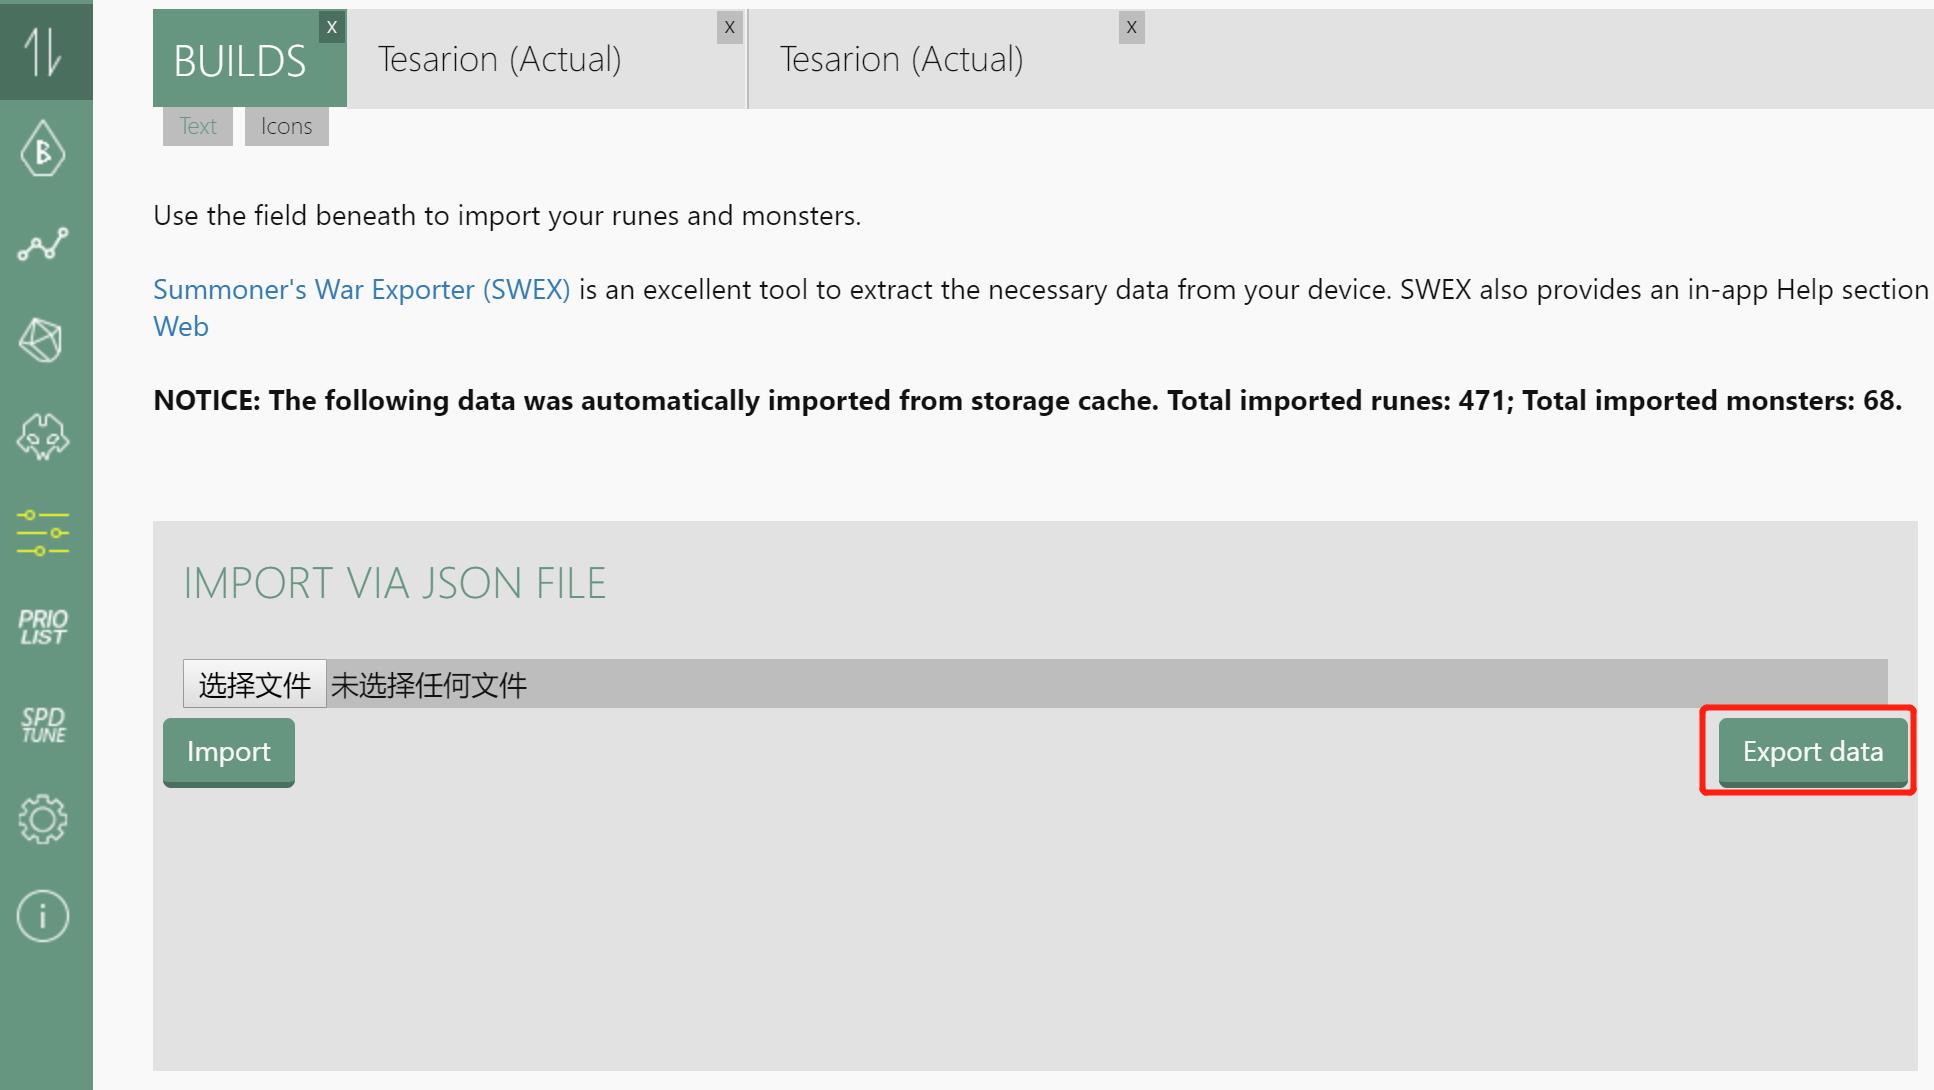 BUILDS
X
Tesarion (Actual)
X
Tesarion (Actual)
X
Text
Icons
Use the field beneath to import your runes and monsters.
Summoner's War Exporter (SWEX) is an excellent tool to extract the necessary data from your device. SWEX also provides an in-app Help section
Web
NOTICE: The following data was automatically imported from storage cache. Total imported runes: 471; Total imported monsters: 68.
IMPORT VIA JSON FILE
选择文件 未选择任何文件
Import
Export data
PRIO
LIST
SPD
TUNE